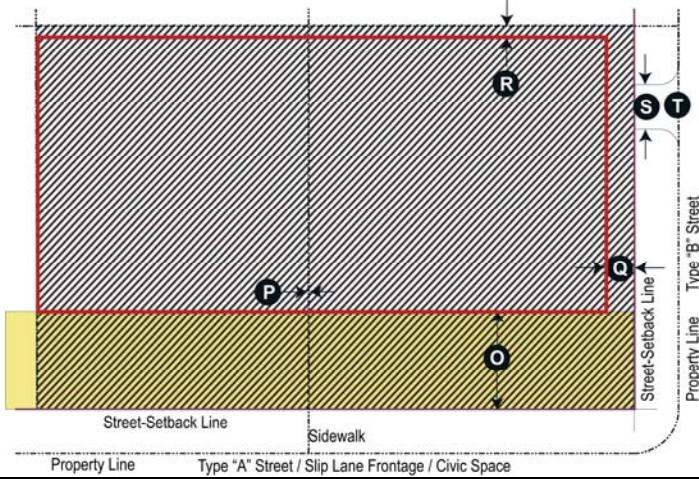 R
S T
Q
P
O
Street-Setback Line
Property Line Type "B" Street
Street-Setback Line
Sidewalk
Property Line Type "A" Street / Slip Lane Frontage / Civic Space